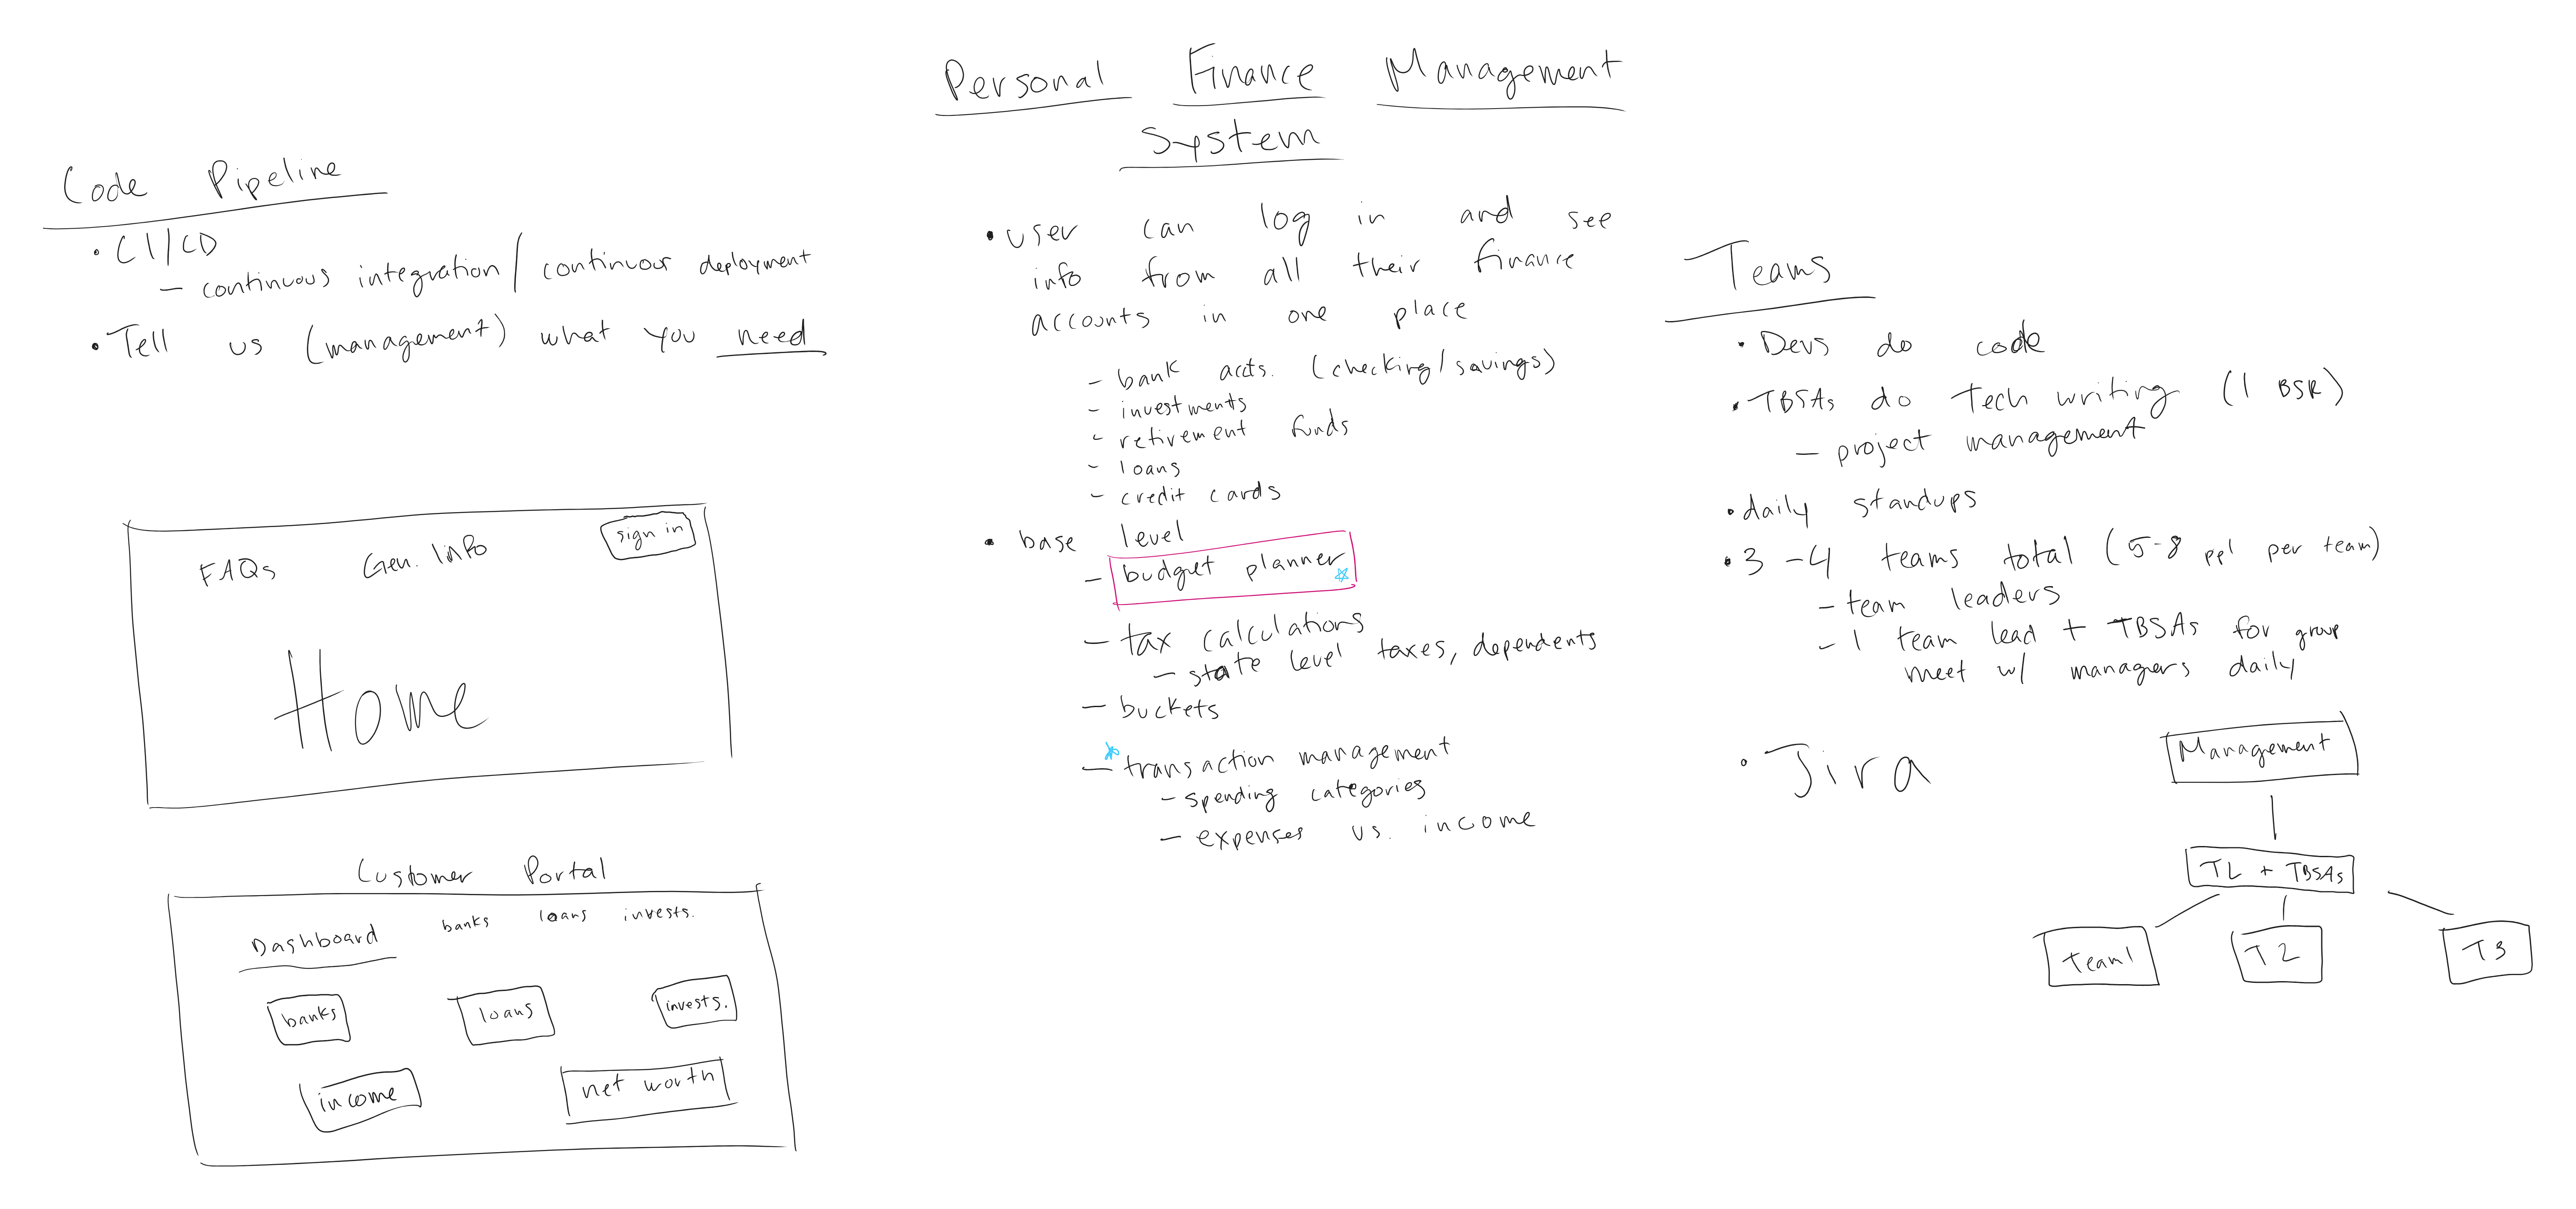 Personal Finance Management
System
Code Pipeline
• CI/CD
– continuous integration / continuous deployment
• Tell us (management) what you need
FAQs Gen. Info sign in
Home
Customer Portal
Dashboard banks loans invests.
banks loans invests.
income net worth
• user can log in and see
info from all their finance
accounts in one place
– bank accts. (checking/savings)
– investments
– retirement funds
– loans
– credit cards
• base level
– budget planner ☆
– tax calculations
– state level taxes, dependents
– buckets
* – transaction management
– spending categories
– expenses vs. income
Teams
• Devs do code
• TBSAs do Tech writing (1 BSR)
– project management
• daily standups
• 3-4 teams total (5-8 ppl per team)
– team leaders
– 1 team lead + TBSAs for group
meet w/ managers daily
• Jira
Management
TL + TBSAs
Team1 T2 T3